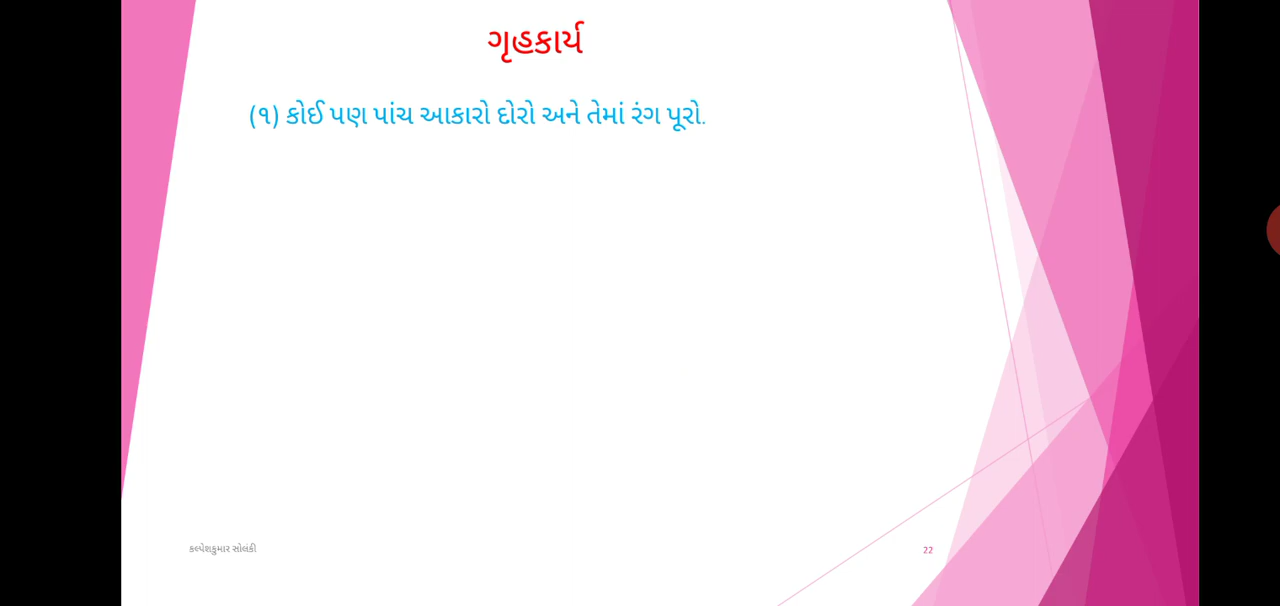 ગૃહકાર્ય
(૧) કોઈ પણ પાંચ આકારો દોરો અને તેમાં રંગ પૂરો.
કલ્પેશકુમાર સોલંકી
22